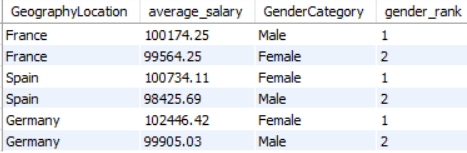 GeographyLocation average_salary GenderCategory gender_rank
France 100174.25 Male 1
France 99564.25 Female 2
Spain 100734.11 Female 1
Spain 98425.69 Male 2
Germany 102446.42 Female 1
Germany 99905.03 Male 2